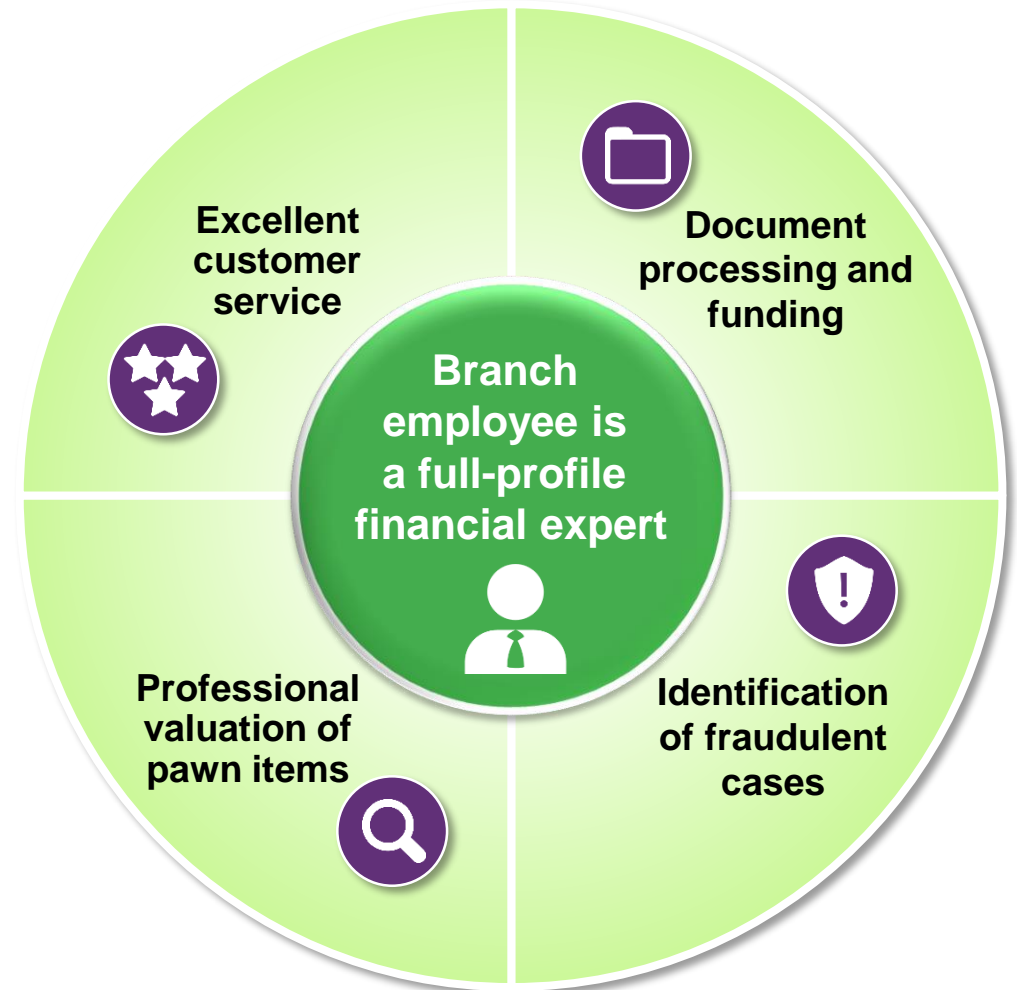 Excellent
customer
service
Document
processing and
funding
Branch
employee is
a full-profile
financial expert
Professional
valuation of
pawn items
Identification
of fraudulent
cases